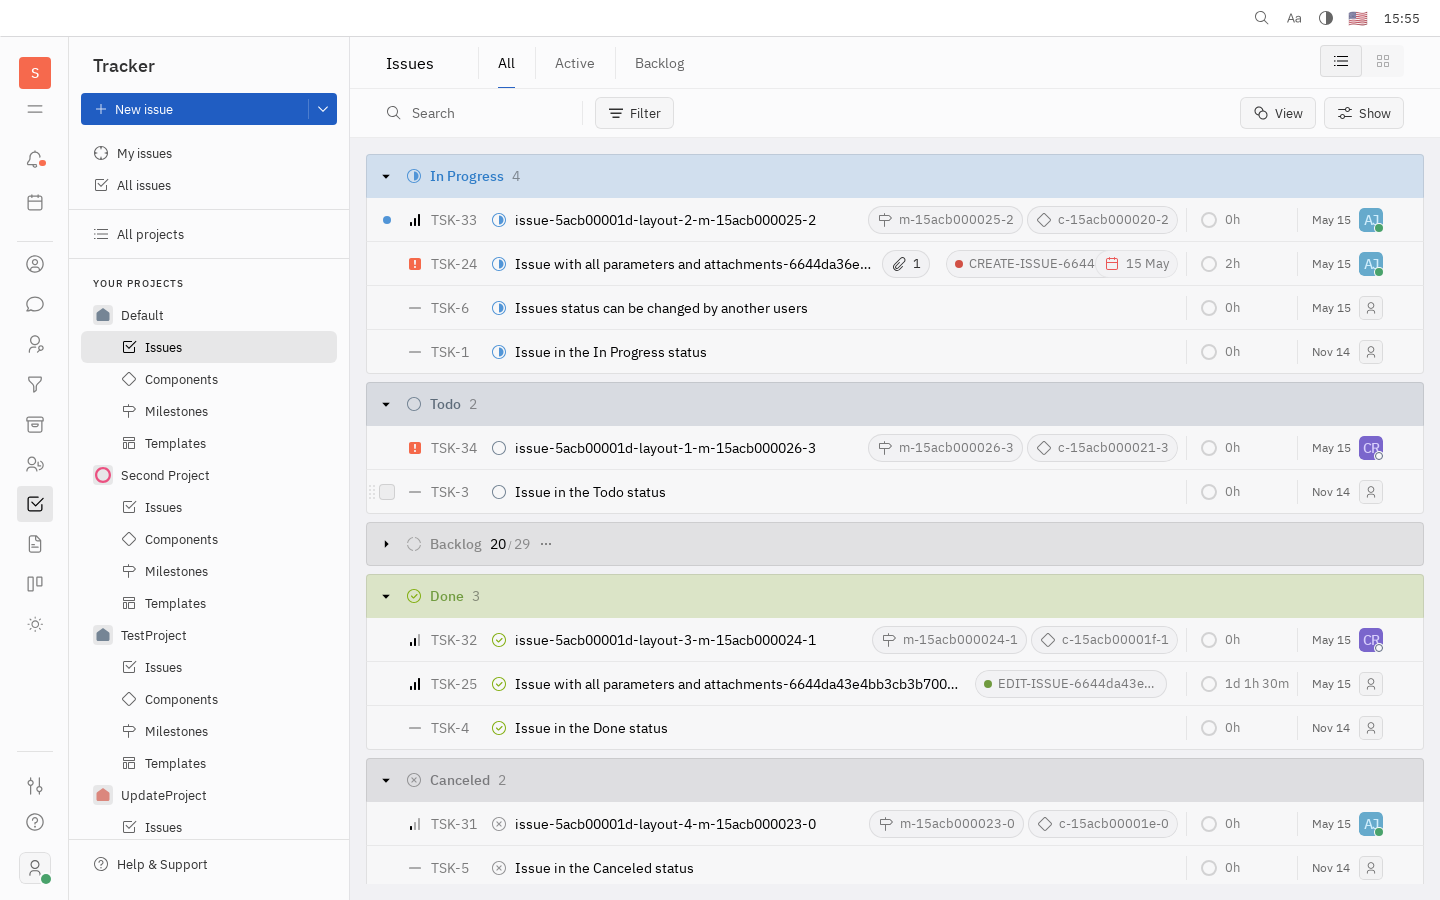 Aa 15:55
S
Tracker
New issue
My issues
All issues
All projects
YOUR PROJECTS
Default
Issues
Components
Milestones
Templates
Second Project
Issues
Components
Milestones
Templates
TestProject
Issues
Components
Milestones
Templates
UpdateProject
Issues
Help & Support
Issues All Active Backlog
Search Filter View Show
In Progress 4
TSK-33 issue-5acb00001d-layout-2-m-15acb000025-2 m-15acb000025-2 c-15acb000020-2 0h May 15 AJ
TSK-24 Issue with all parameters and attachments-6644da36e... 1 CREATE-ISSUE-6644 15 May 2h May 15 AJ
TSK-6 Issues status can be changed by another users 0h May 15
TSK-1 Issue in the In Progress status 0h Nov 14
Todo 2
TSK-34 issue-5acb00001d-layout-1-m-15acb000026-3 m-15acb000026-3 c-15acb000021-3 0h May 15 CR
TSK-3 Issue in the Todo status 0h Nov 14
Backlog 20/29 ...
Done 3
TSK-32 issue-5acb00001d-layout-3-m-15acb000024-1 m-15acb000024-1 c-15acb00001f-1 0h May 15 CR
TSK-25 Issue with all parameters and attachments-6644da43e4bb3cb3b700... EDIT-ISSUE-6644da43e... 1d 1h 30m May 15
TSK-4 Issue in the Done status 0h Nov 14
Canceled 2
TSK-31 issue-5acb00001d-layout-4-m-15acb000023-0 m-15acb000023-0 c-15acb00001e-0 0h May 15 AJ
TSK-5 Issue in the Canceled status 0h Nov 14